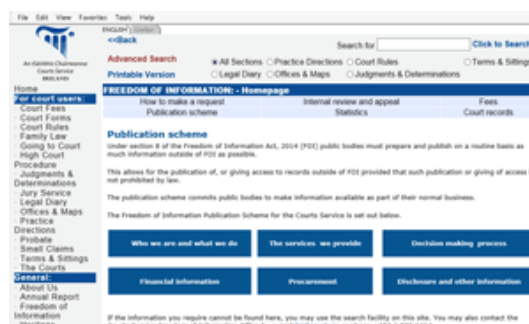 File Edit View Favorites Tools Help
ENGLISH
<<Back
Search for
Click to Search
Advanced Search
All Sections Practice Directions Court Rules Terms & Sittings
Printable Version
Legal Diary Offices & Maps Judgments & Determinations
An tSeirbhís Chúirteanna
Courts Service
IRELAND
Home
For court users:
Court Fees
Court Forms
Court Rules
Family Law
Going to Court
High Court
Procedure
Judgments &
Determinations
Jury Service
Legal Diary
Offices & Maps
Practice
Directions
Probate
Small Claims
Terms & Sittings
The Courts
General:
About Us
Annual Report
Freedom of
Information
FREEDOM OF INFORMATION: - Homepage
How to make a request Internal review and appeal Fees
Publication scheme Statistics Court records
Publication scheme
Under section 8 of the Freedom of Information Act, 2014 (FOI) public bodies must prepare and publish on a routine basis as
much information outside of FOI as possible.
This allows for the publication of, or giving access to records outside of FOI provided that such publication or giving of access is
not prohibited by law.
The publication scheme commits public bodies to make information available as part of their normal business.
The Freedom of Information Publication Scheme for the Courts Service is set out below.
Who we are and what we do
The services we provide
Decision making process
Financial information
Procurement
Disclosure and other information
If the information you require cannot be found here, you may use the search facility on this site. You may also contact the